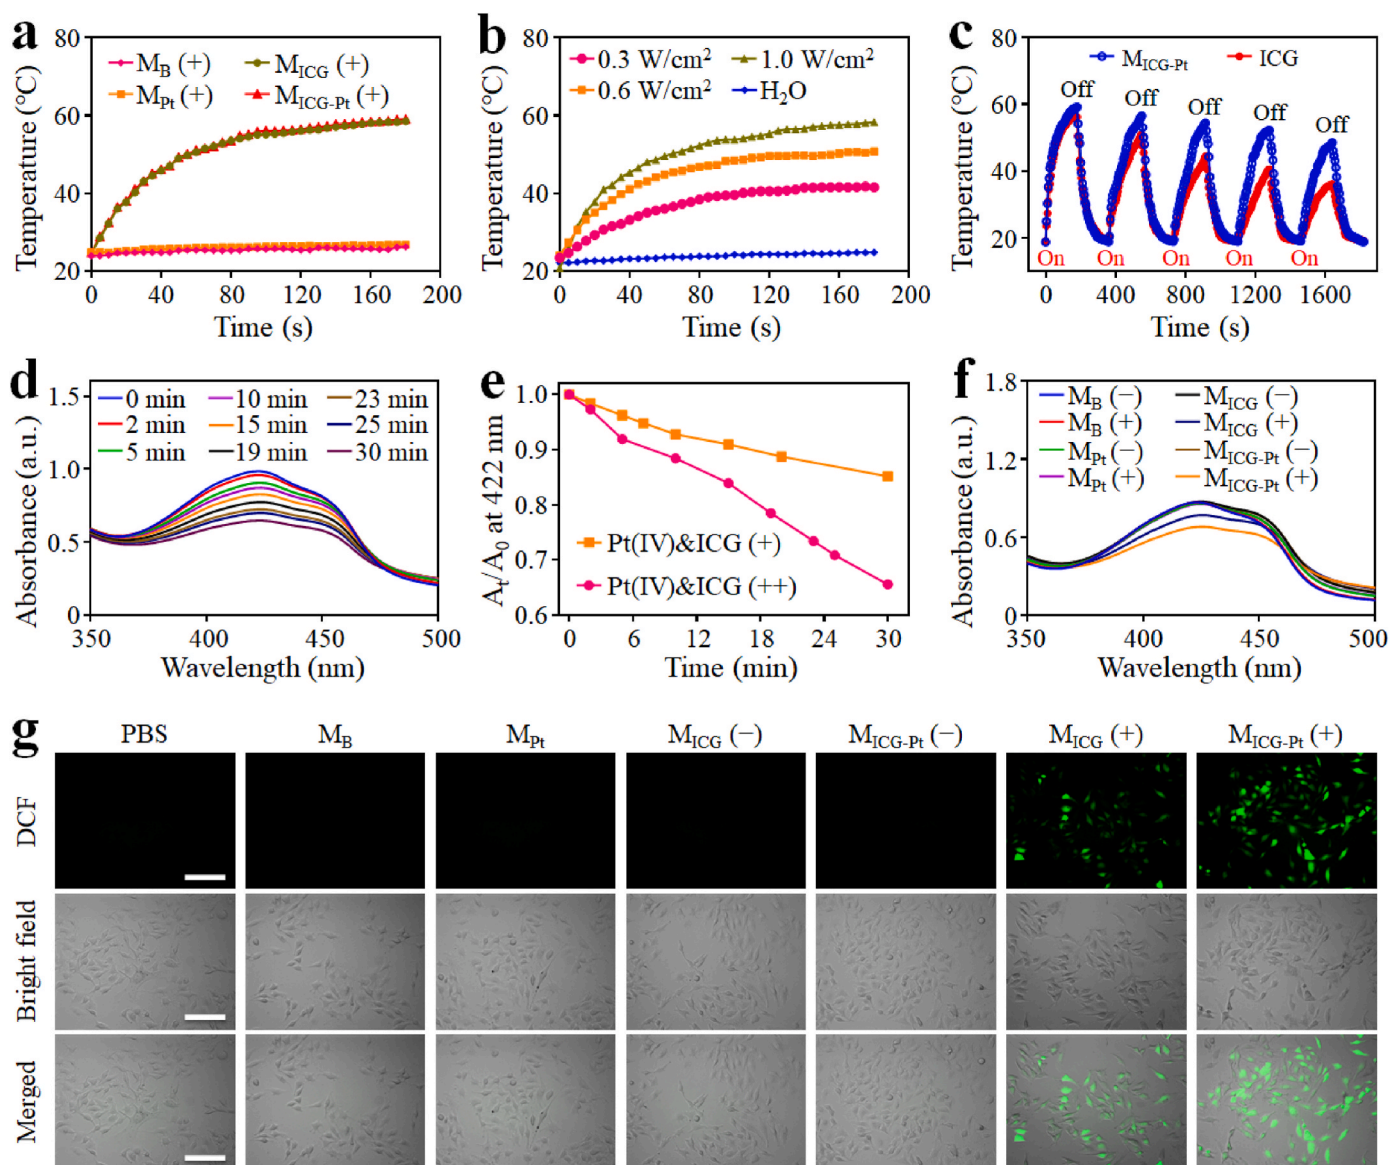 a
Temperature (°C)
80
60
40
20
M_B (+)
M_ICG (+)
M_Pt (+)
M_ICG-Pt (+)
0 40 80 120 160 200
Time (s)
b
Temperature (°C)
80
60
40
20
0.3 W/cm²
1.0 W/cm²
0.6 W/cm²
H₂O
0 40 80 120 160 200
Time (s)
c
Temperature (°C)
80
60
40
20
M_ICG-Pt
ICG
Off Off Off Off Off
On On On On On
0 400 800 1200 1600
Time (s)
d
Absorbance (a.u.)
1.5
1.0
0.5
0
0 min 10 min 23 min
2 min 15 min 25 min
5 min 19 min 30 min
350 400 450 500
Wavelength (nm)
e
A_t/A_0 at 422 nm
1.0
0.9
0.8
0.7
0.6
Pt(IV)&ICG (+)
Pt(IV)&ICG (++)
0 6 12 18 24 30
Time (min)
f
Absorbance (a.u.)
1.8
1.2
0.6
0
M_B (−) M_ICG (−)
M_B (+) M_ICG (+)
M_Pt (−) M_ICG-Pt (−)
M_Pt (+) M_ICG-Pt (+)
350 400 450 500
Wavelength (nm)
g
PBS M_B M_Pt M_ICG (−) M_ICG-Pt (−) M_ICG (+) M_ICG-Pt (+)
DCF
Bright field
Merged